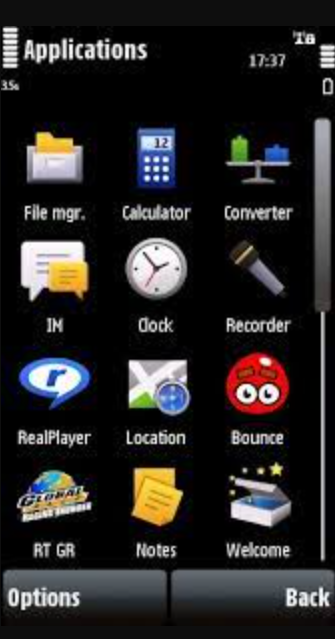 Applications
17:37
3.5G
File mgr. Calculator Converter
IM Clock Recorder
RealPlayer Location Bounce
GLOBAL
RT GR Notes Welcome
Options Back